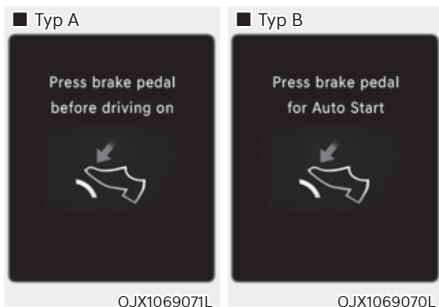 ■ Typ A
Press brake pedal
before driving on
OJX1069071L
■ Typ B
Press brake pedal
for Auto Start
OJX1069070L